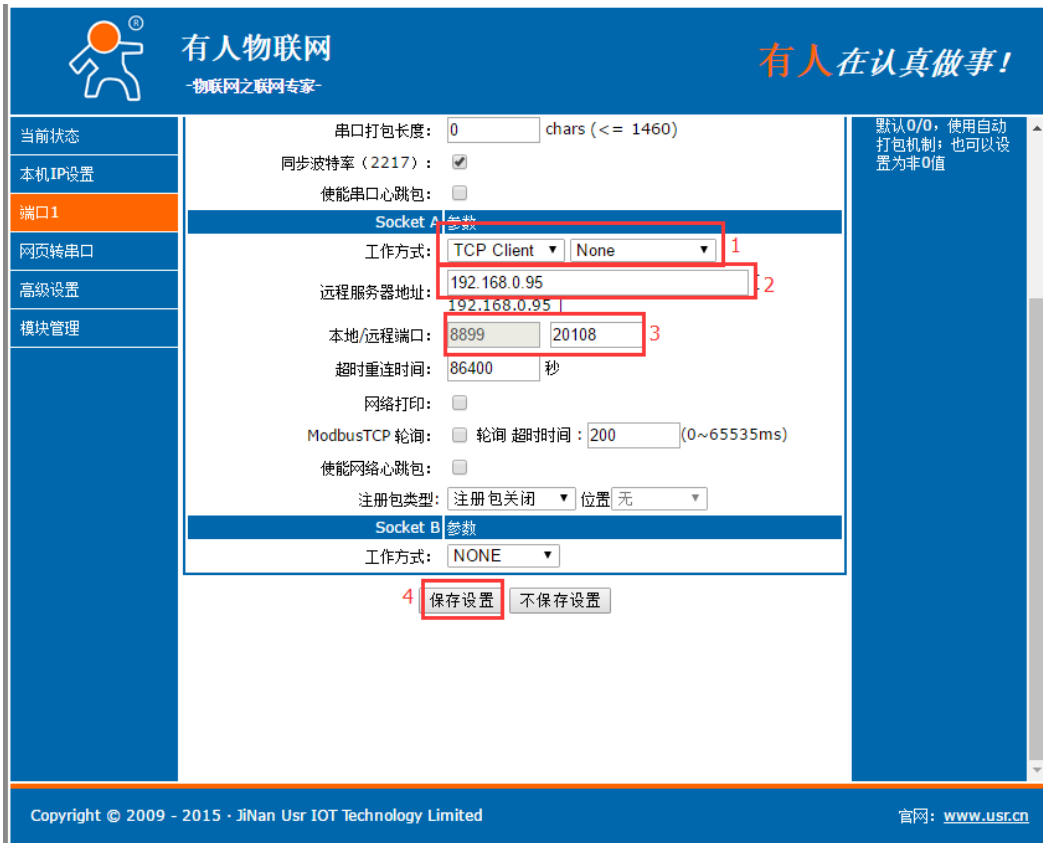 ®
有人物联网
-物联网之联网专家-
有人在认真做事!
当前状态
本机IP设置
端口1
网页转串口
高级设置
模块管理
串口打包长度: 0 chars (<= 1460)
同步波特率（2217）:
使能串口心跳包:
Socket A 参数
工作方式: TCP Client None 1
远程服务器地址: 192.168.0.95 2
192.168.0.95
本地/远程端口: 8899 20108 3
超时重连时间: 86400 秒
网络打印:
ModbusTCP 轮询: 轮询 超时时间：200 (0~65535ms)
使能网络心跳包:
注册包类型: 注册包关闭 位置 无
Socket B 参数
工作方式: NONE
4 保存设置 不保存设置
默认0/0，使用自动
打包机制；也可以设
置为非0值
Copyright © 2009 - 2015 · JiNan Usr IOT Technology Limited
官网：www.usr.cn